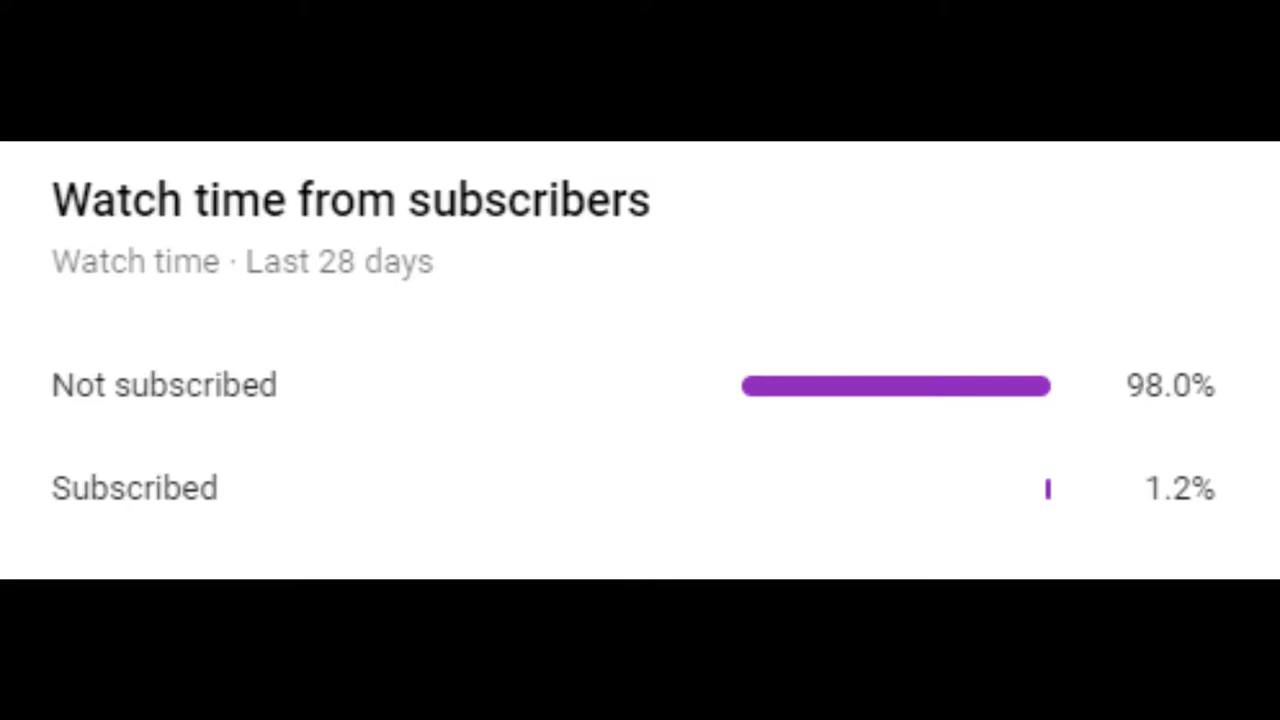 Watch time from subscribers
Watch time · Last 28 days
Not subscribed 98.0%
Subscribed 1.2%